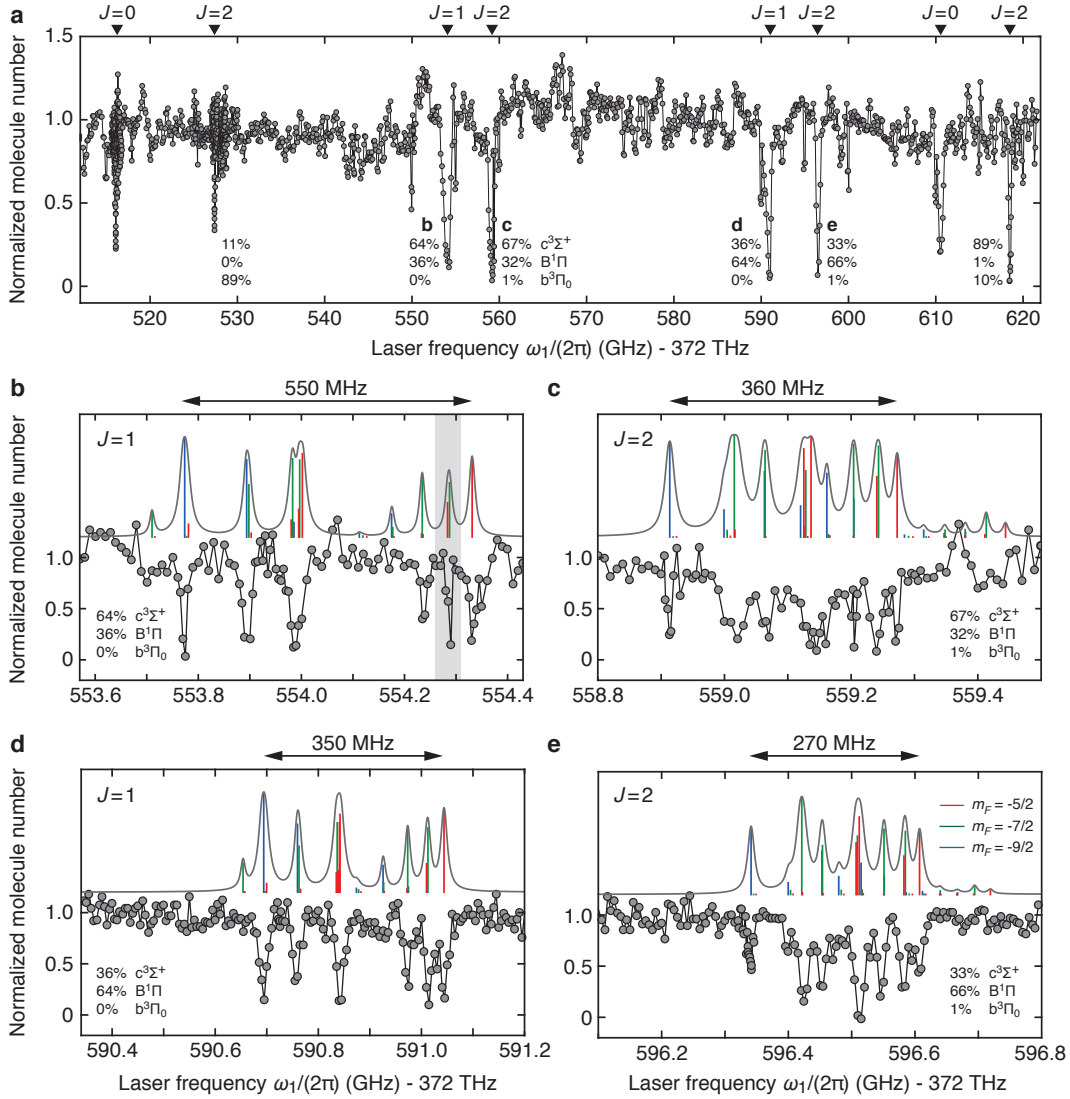 a
J=0 J=2 J=1 J=2 J=1 J=2 J=0 J=2
Normalized molecule number
1.5
1.0
0.5
0
b c d e
11% 64% 67% c³Σ⁺ 36% 33% 89%
0% 36% 32% B¹Π 64% 66% 1%
89% 0% 1% b³Π₀ 0% 1% 10%
520 530 540 550 560 570 580 590 600 610 620
Laser frequency ω₁/(2π) (GHz) - 372 THz
b
550 MHz
J=1
Normalized molecule number
1.0
0.5
0
64% c³Σ⁺
36% B¹Π
0% b³Π₀
553.6 553.8 554.0 554.2 554.4
c
360 MHz
J=2
1.0
0.5
0
67% c³Σ⁺
32% B¹Π
1% b³Π₀
558.8 559.0 559.2 559.4
d
350 MHz
J=1
Normalized molecule number
1.0
0.5
0
36% c³Σ⁺
64% B¹Π
0% b³Π₀
590.4 590.6 590.8 591.0 591.2
Laser frequency ω₁/(2π) (GHz) - 372 THz
e
270 MHz
J=2
m_F = -5/2
m_F = -7/2
m_F = -9/2
1.0
0.5
0
33% c³Σ⁺
66% B¹Π
1% b³Π₀
596.2 596.4 596.6 596.8
Laser frequency ω₁/(2π) (GHz) - 372 THz